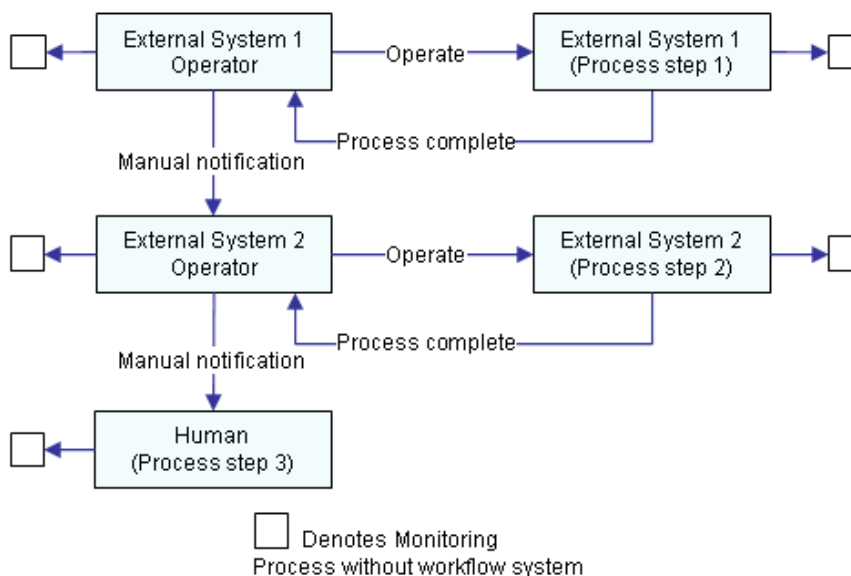 External System 1
Operator
Operate
External System 1
(Process step 1)
Process complete
Manual notification
External System 2
Operator
Operate
External System 2
(Process step 2)
Process complete
Manual notification
Human
(Process step 3)
Denotes Monitoring
Process without workflow system